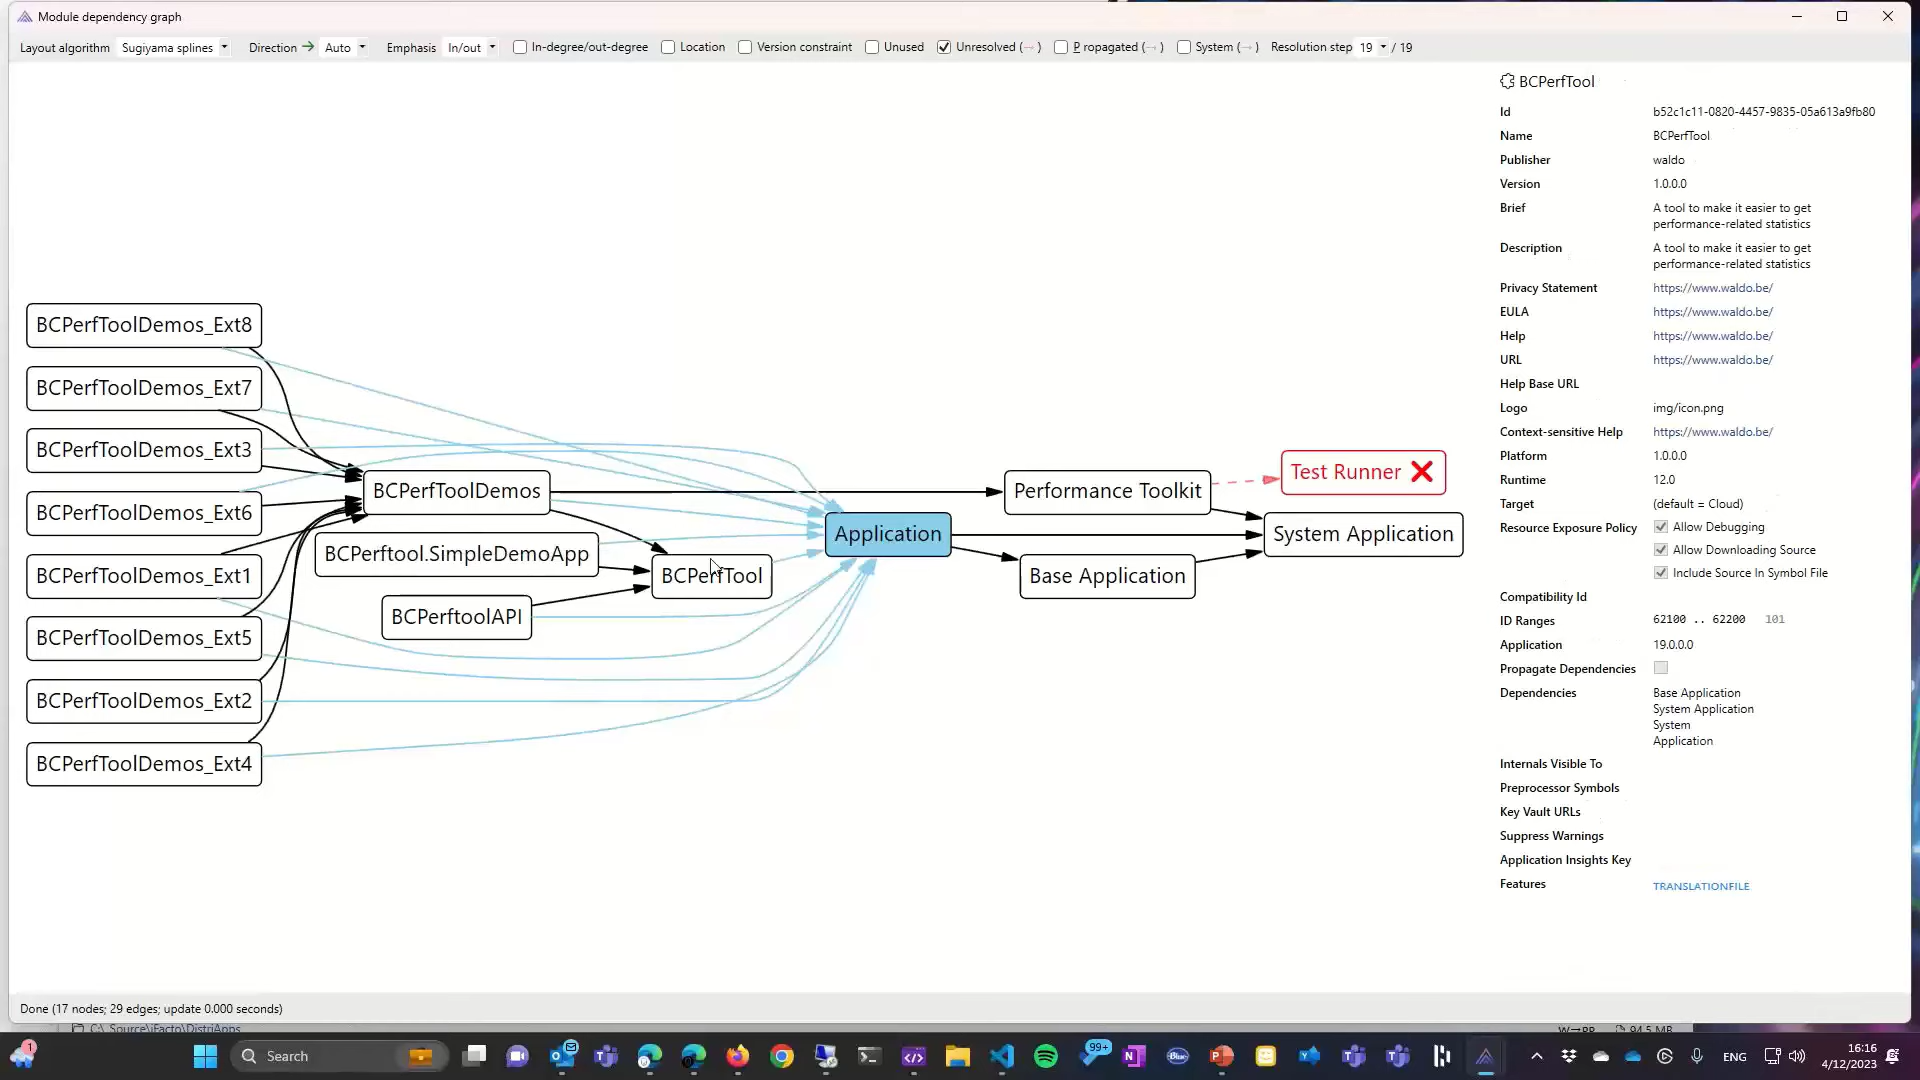 Module dependency graph
Layout algorithm Sugiyama splines Direction Auto Emphasis In/out In-degree/out-degree Location Version constraint Unused Unresolved (→) Propagated (→) System (→) Resolution step 19 / 19
BCPerfToolDemos_Ext8
BCPerfToolDemos_Ext7
BCPerfToolDemos_Ext3
BCPerfToolDemos_Ext6
BCPerfToolDemos_Ext1
BCPerfToolDemos_Ext5
BCPerfToolDemos_Ext2
BCPerfToolDemos_Ext4
BCPerfToolDemos
BCPerftool.SimpleDemoApp
BCPerftoolAPI
BCPerfTool
Application
Performance Toolkit
Base Application
Test Runner
System Application
BCPerfTool
Id b52c1c11-0820-4457-9835-05a613a9fb80
Name BCPerfTool
Publisher waldo
Version 1.0.0.0
Brief A tool to make it easier to get
performance-related statistics
Description A tool to make it easier to get
performance-related statistics
Privacy Statement https://www.waldo.be/
EULA https://www.waldo.be/
Help https://www.waldo.be/
URL https://www.waldo.be/
Help Base URL
Logo img/icon.png
Context-sensitive Help https://www.waldo.be/
Platform 1.0.0.0
Runtime 12.0
Target (default = Cloud)
Resource Exposure Policy Allow Debugging
Allow Downloading Source
Include Source In Symbol File
Compatibility Id
ID Ranges 62100 .. 62200 101
Application 19.0.0.0
Propagate Dependencies
Dependencies Base Application
System Application
System
Application
Internals Visible To
Preprocessor Symbols
Key Vault URLs
Suppress Warnings
Application Insights Key
Features TRANSLATIONFILE
Done (17 nodes; 29 edges; update 0.000 seconds)
C:\_Source\iFacto\DistriApps 94.5 MB
1 Search 99+ Blue ENG 16:16
4/12/2023